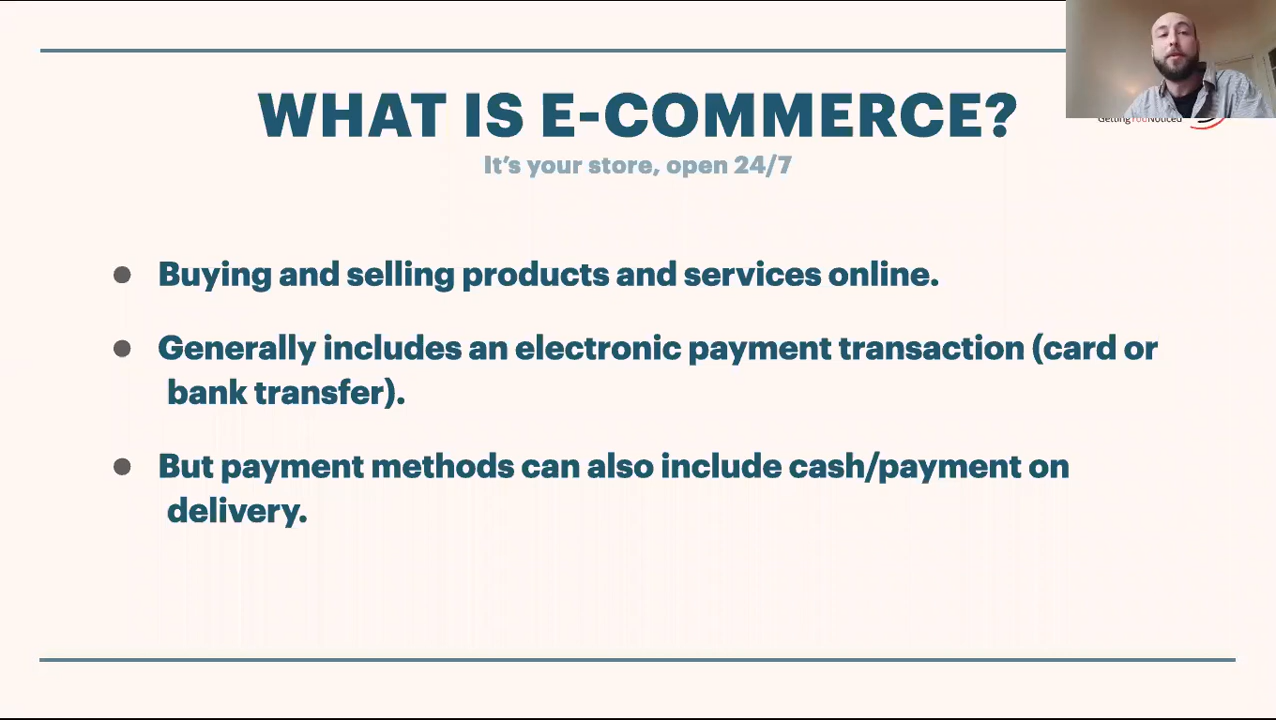 WHAT IS E-COMMERCE?
It's your store, open 24/7
GettingYouNoticed
● Buying and selling products and services online.
● Generally includes an electronic payment transaction (card or
bank transfer).
● But payment methods can also include cash/payment on
delivery.